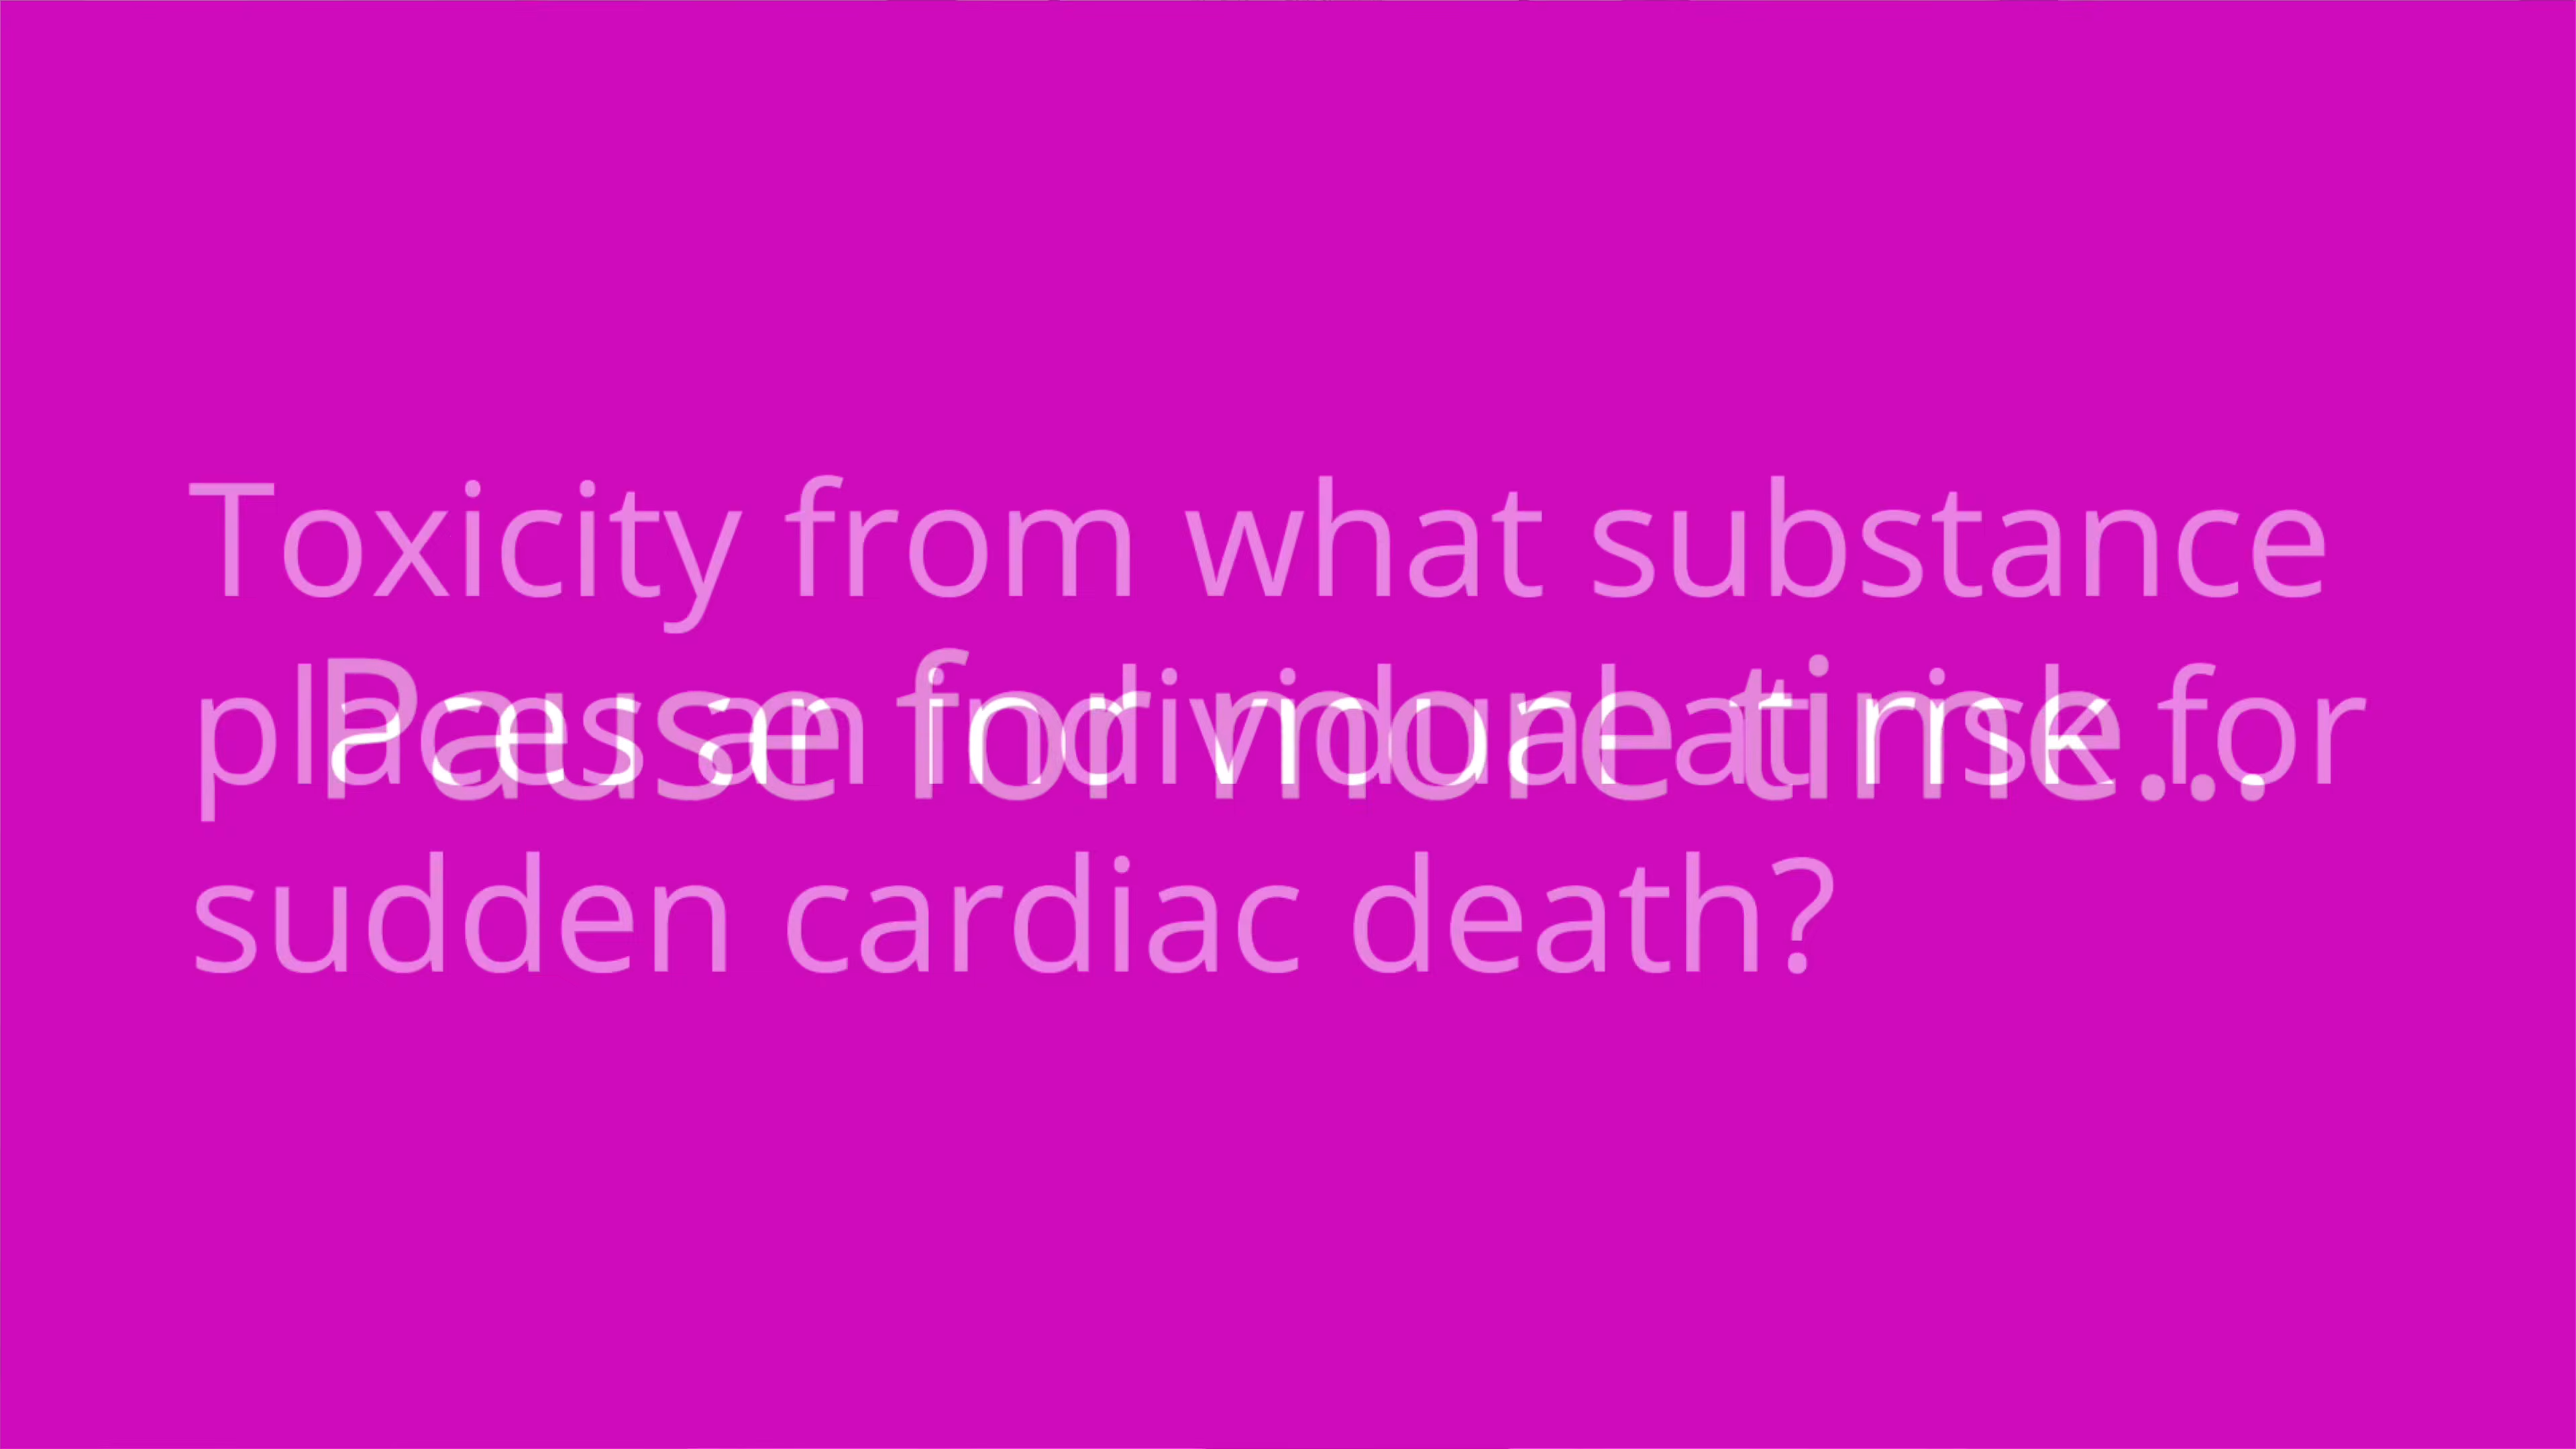 Toxicity from what substance
places an individual at risk for
Pause for more time...
sudden cardiac death?